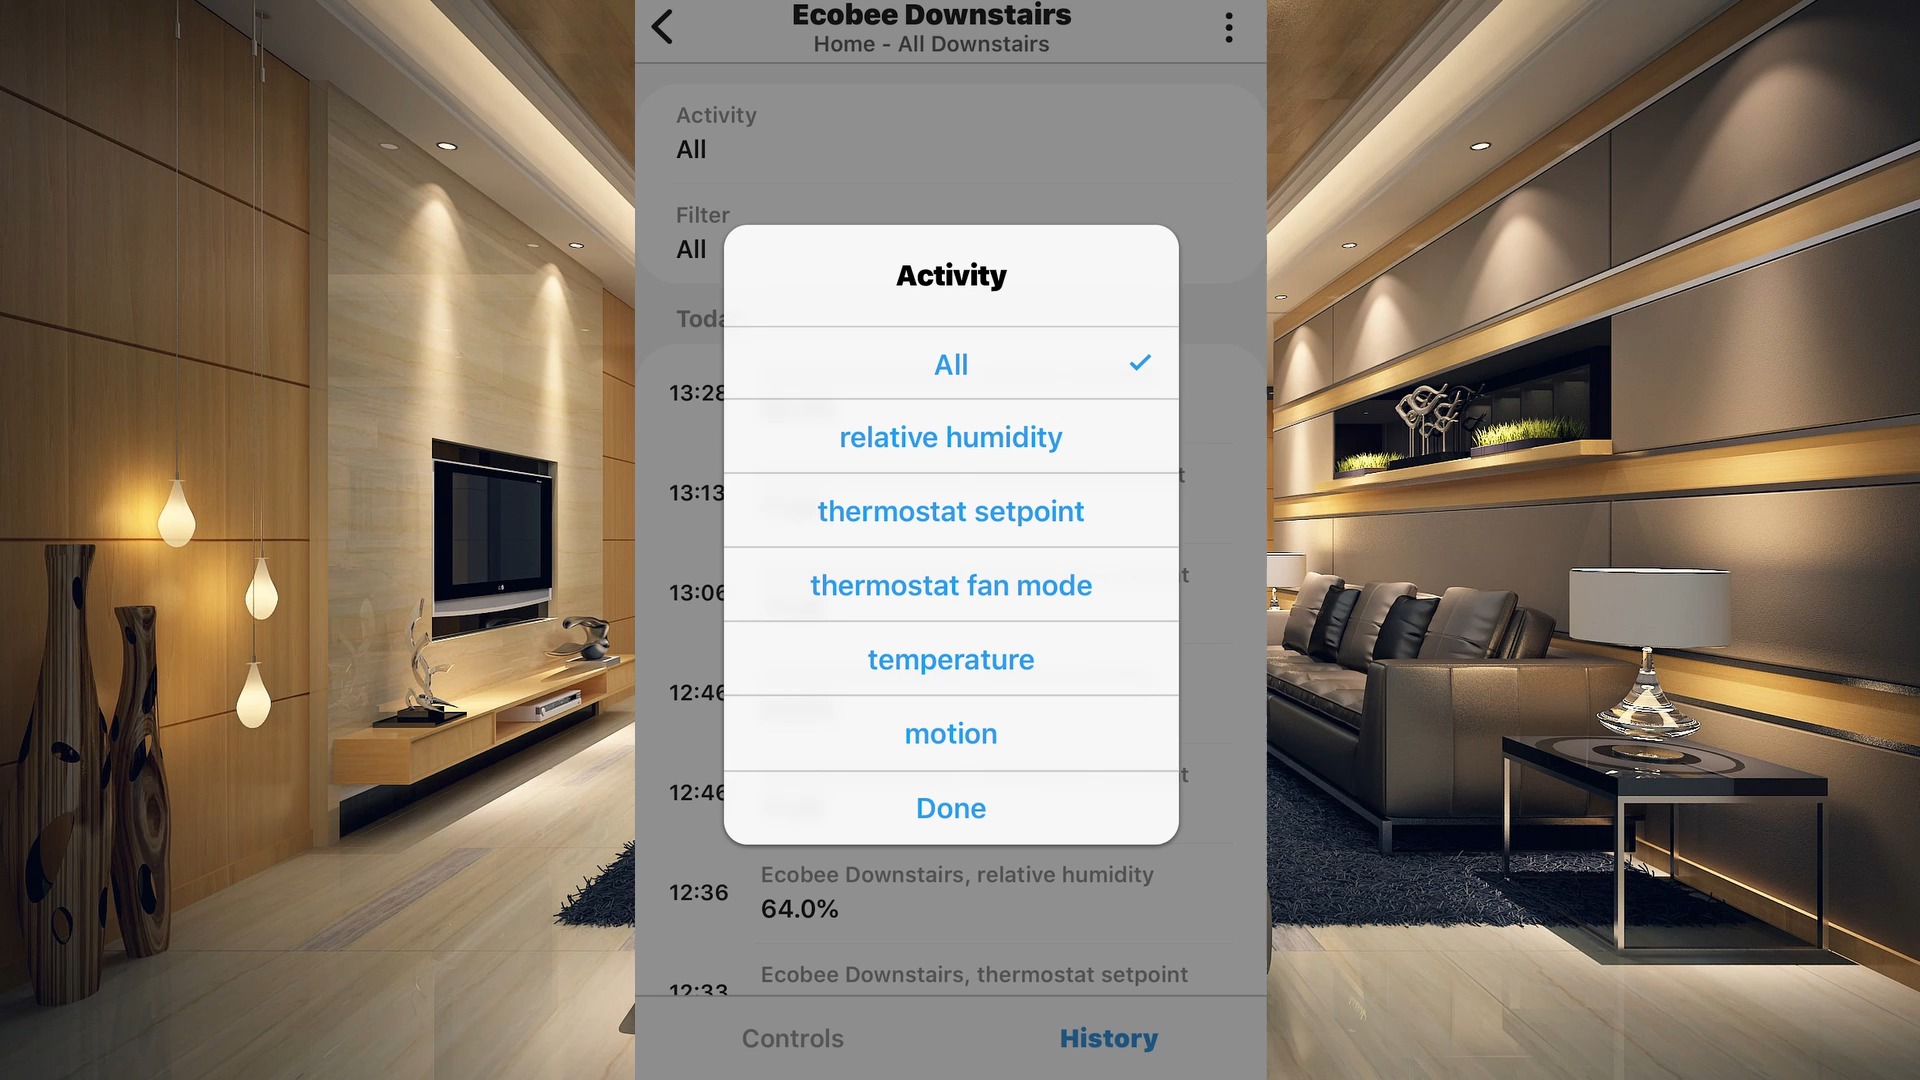 Ecobee Downstairs
Home - All Downstairs
Activity
All
Filter
All
Activity
All
relative humidity
thermostat setpoint
thermostat fan mode
temperature
motion
Done
13:28
13:13
13:06
12:46
12:46
12:36
Ecobee Downstairs, relative humidity
64.0%
12:33
Ecobee Downstairs, thermostat setpoint
Controls
History